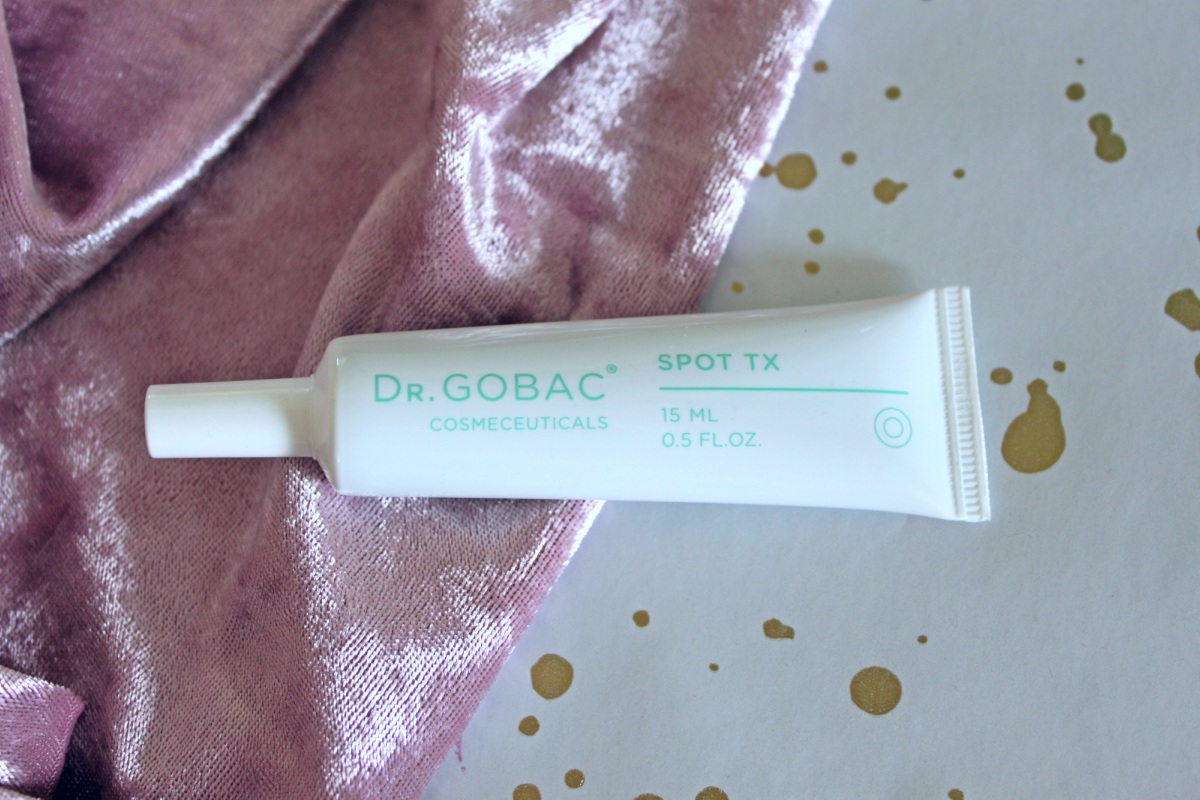 DR. GOBAC®
COSMECEUTICALS
SPOT TX
15 ML
0.5 FL.OZ.